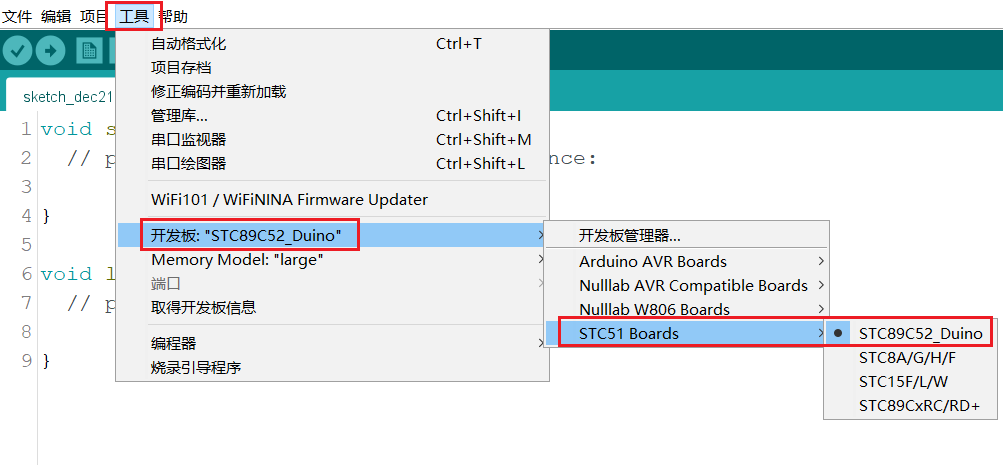 文件 编辑 项目 工具 帮助
自动格式化 Ctrl+T
项目存档
修正编码并重新加载
管理库... Ctrl+Shift+I
串口监视器 Ctrl+Shift+M
串口绘图器 Ctrl+Shift+L
WiFi101 / WiFiNINA Firmware Updater
开发板: "STC89C52_Duino"
Memory Model: "large"
端口
取得开发板信息
编程器
烧录引导程序
开发板管理器...
Arduino AVR Boards
Nulllab AVR Compatible Boards
Nulllab W806 Boards
STC51 Boards
STC89C52_Duino
STC8A/G/H/F
STC15F/L/W
STC89CxRC/RD+
sketch_dec21
1 void s
2 // p nce:
3
4 }
5
6 void l
7 // p
8
9 }